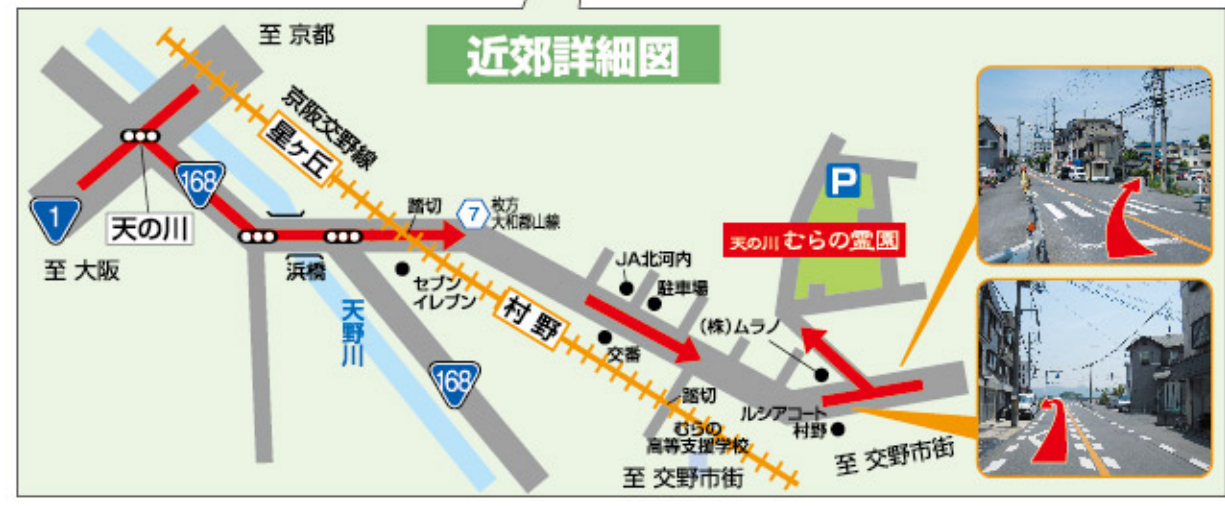 近郊詳細図
至 京都
京阪交野線
星ヶ丘
168
1
天の川
至 大阪
浜橋
踏切
7
枚方
大和郡山線
セブン
イレブン
天野川
168
村野
JA北河内
駐車場
交番
P
天の川 むらの霊園
(株)ムラノ
踏切
むらの
高等支援学校
ルシアコート
村野
至 交野市街
至 交野市街